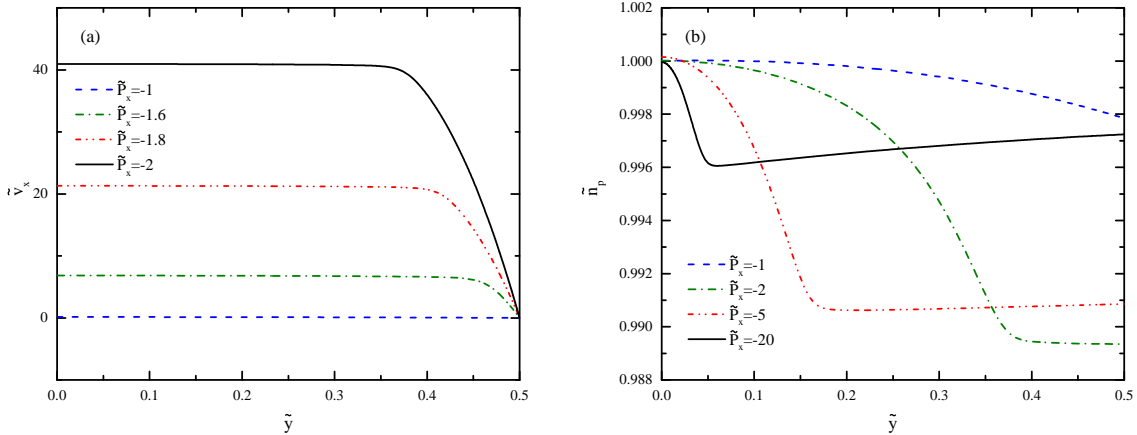 (a)
40
20
0
ṽₓ
P̃ₓ=-1
P̃ₓ=-1.6
P̃ₓ=-1.8
P̃ₓ=-2
0.0 0.1 0.2 0.3 0.4 0.5
ỹ
(b)
1.002
1.000
0.998
0.996
0.994
0.992
0.990
0.988
ñₚ
P̃ₓ=-1
P̃ₓ=-2
P̃ₓ=-5
P̃ₓ=-20
0.0 0.1 0.2 0.3 0.4 0.5
ỹ